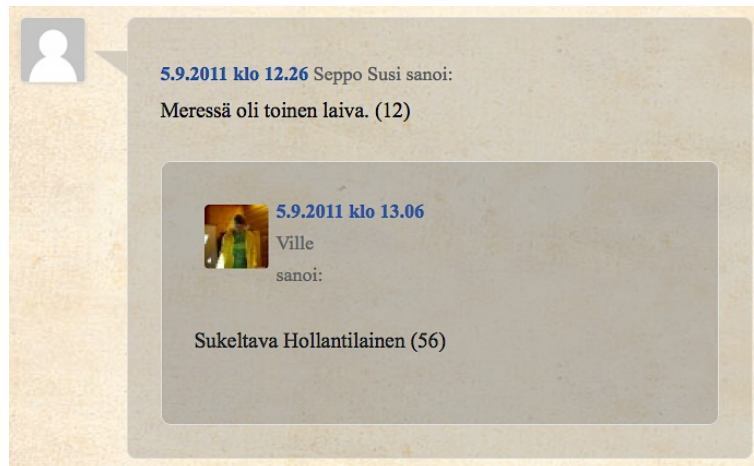 5.9.2011 klo 12.26 Seppo Susi sanoi:
Meressä oli toinen laiva. (12)
5.9.2011 klo 13.06
Ville
sanoi:
Sukeltava Hollantilainen (56)